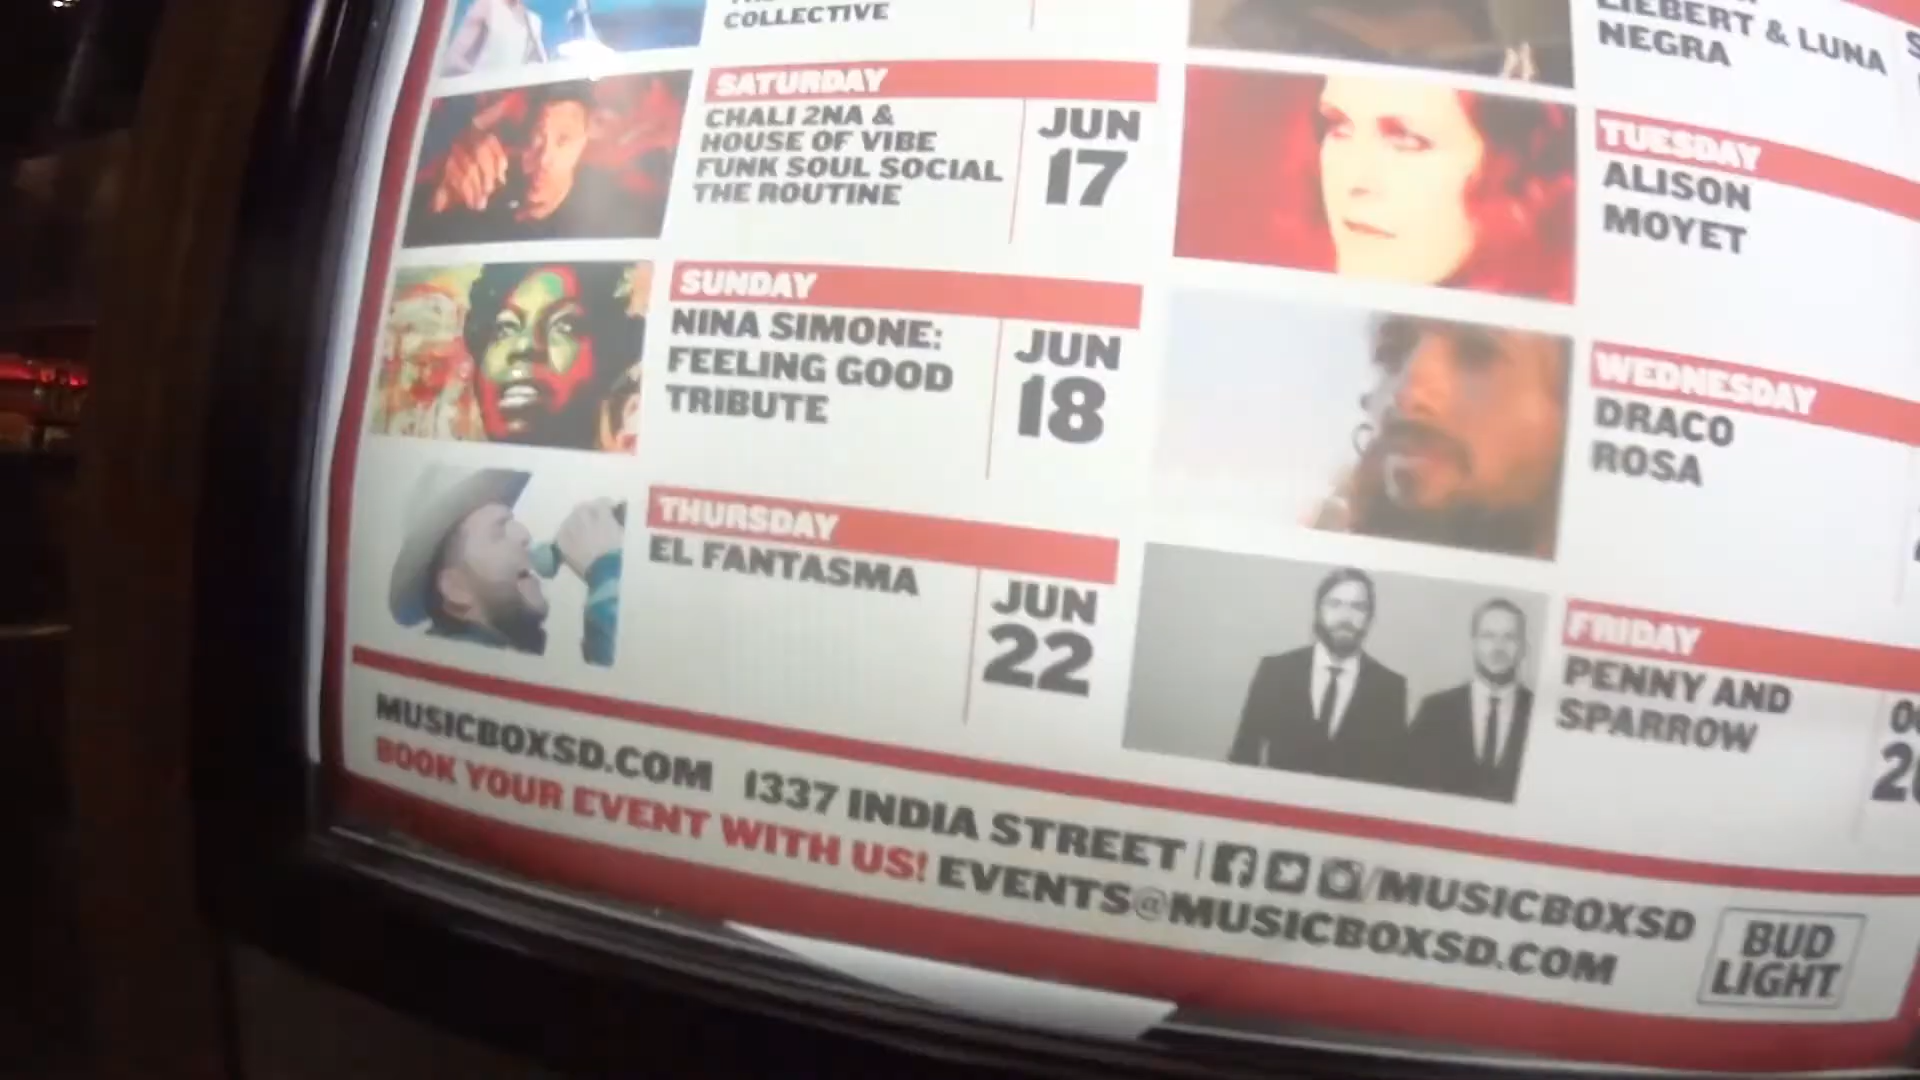 COLLECTIVE
SATURDAY
CHALI 2NA &
HOUSE OF VIBE
FUNK SOUL SOCIAL
THE ROUTINE
JUN
17
SUNDAY
NINA SIMONE:
FEELING GOOD
TRIBUTE
JUN
18
THURSDAY
EL FANTASMA
JUN
22
LIEBERT & LUNA
NEGRA
TUESDAY
ALISON
MOYET
WEDNESDAY
DRACO
ROSA
FRIDAY
PENNY AND
SPARROW
MUSICBOXSD.COM 1337 INDIA STREET | /MUSICBOXSD
BOOK YOUR EVENT WITH US! EVENTS@MUSICBOXSD.COM
BUD
LIGHT